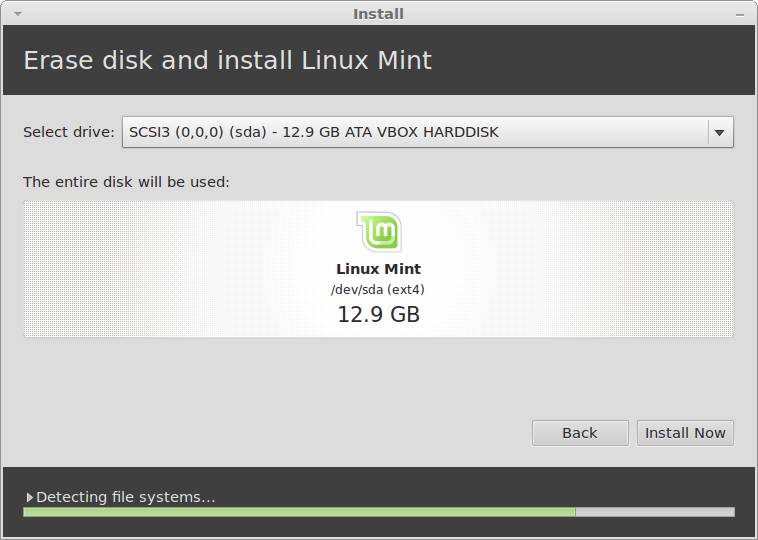 Install
Erase disk and install Linux Mint
Select drive: SCSI3 (0,0,0) (sda) - 12.9 GB ATA VBOX HARDDISK
The entire disk will be used:
Linux Mint
/dev/sda (ext4)
12.9 GB
Back Install Now
Detecting file systems...